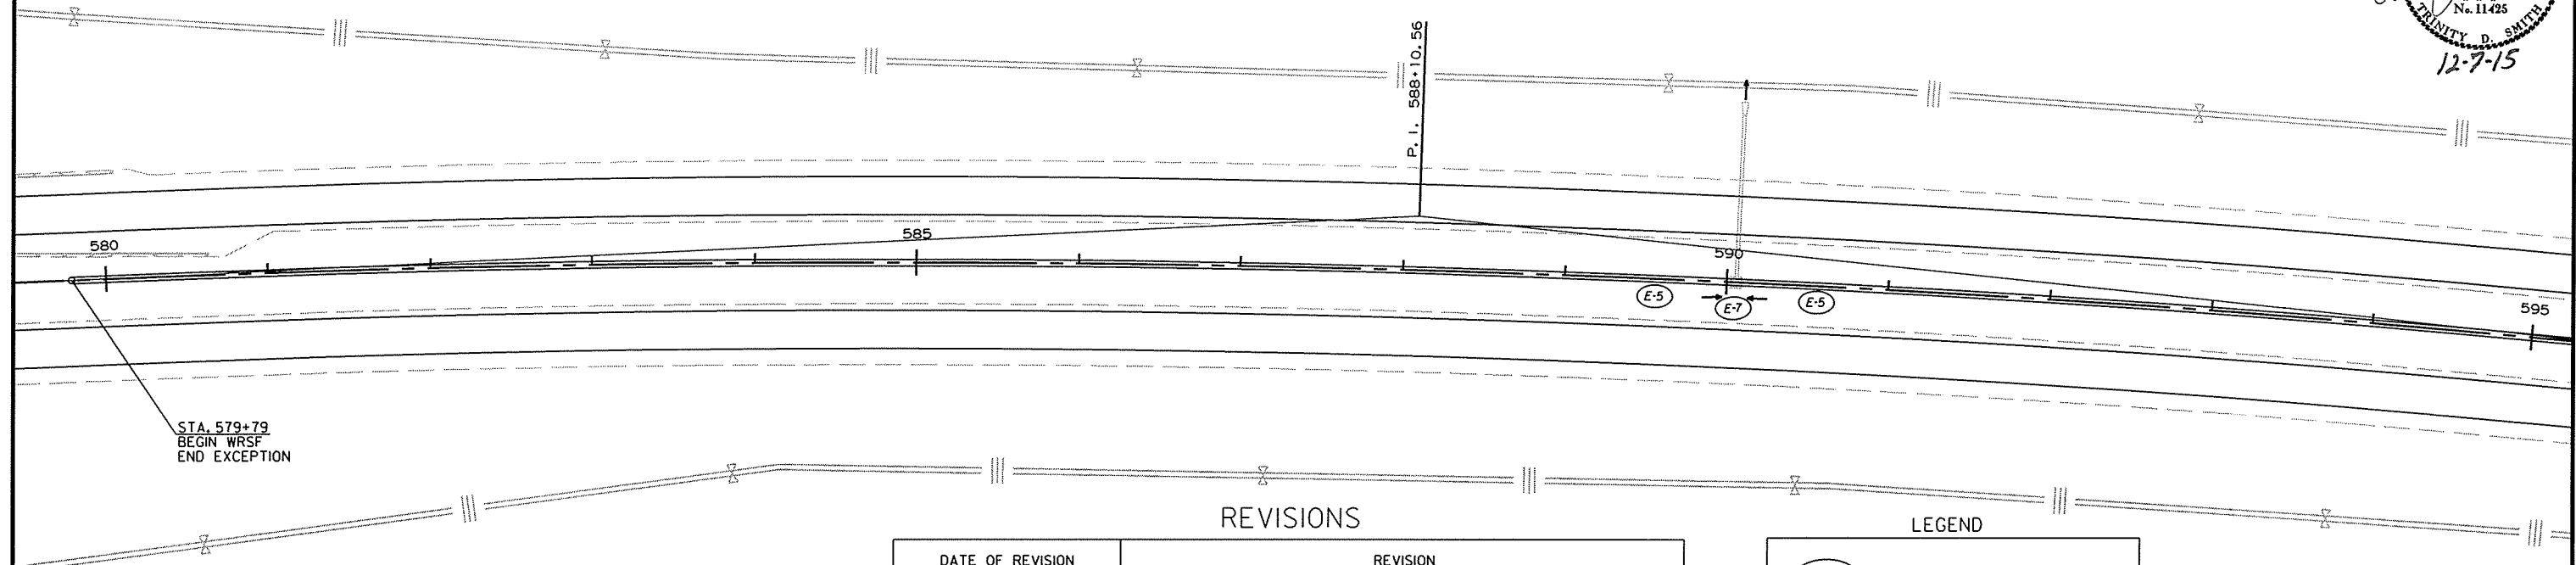 No. 11425
TRINITY D. SMITH
12-7-15
P. I. 588+10.56
580
585
590
595
E-5
E-7
E-5
STA. 579+79
BEGIN WRSF
END EXCEPTION
REVISIONS
LEGEND
DATE OF REVISION
REVISION